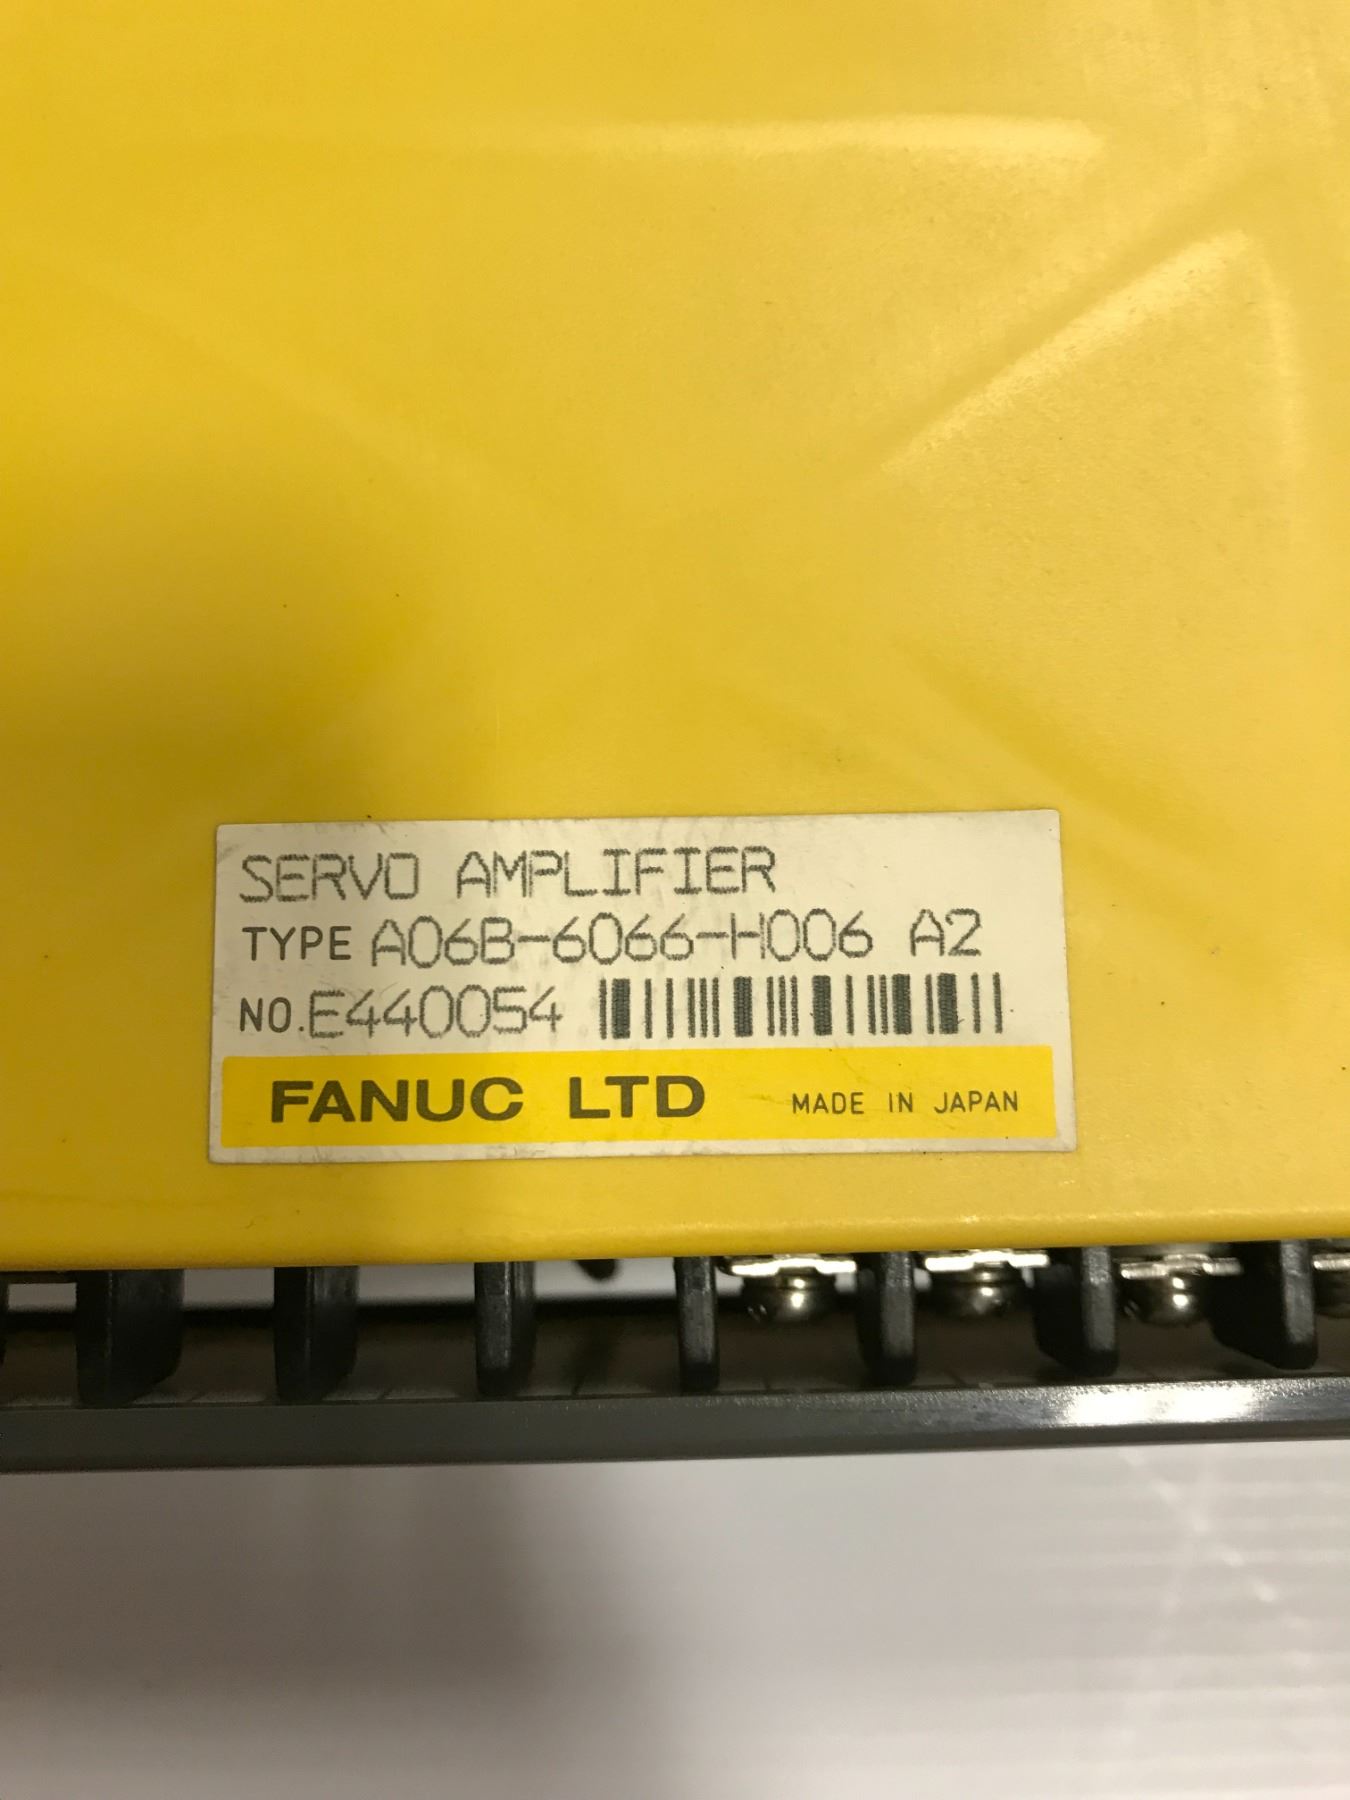 SERVO AMPLIFIER
TYPE A06B-6066-H006 A2
NO.E440054
FANUC LTD MADE IN JAPAN